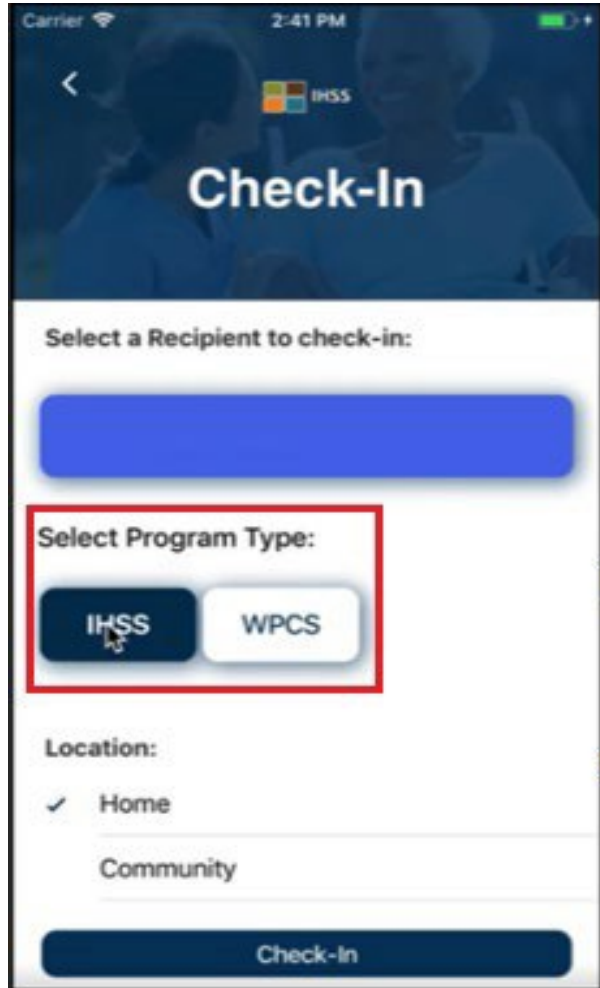 Carrier 2:41 PM
IHSS
Check-In
Select a Recipient to check-in:
Select Program Type:
IHSS WPCS
Location:
Home
Community
Check-In